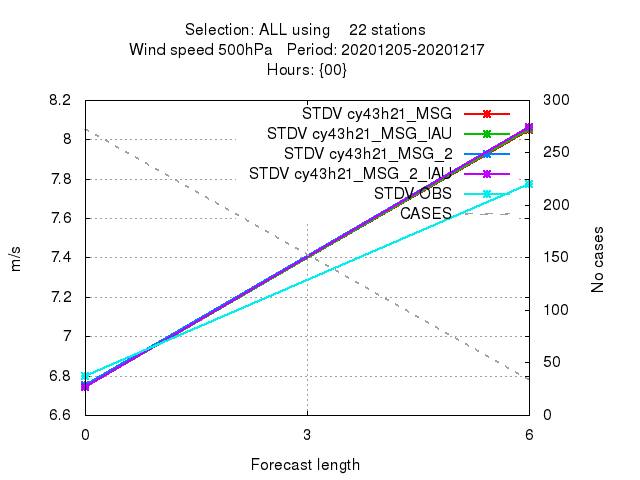 Selection: ALL using 22 stations
Wind speed 500hPa Period: 20201205-20201217
Hours: {00}
8.2
8
7.8
7.6
7.4
7.2
7
6.8
6.6
m/s
STDV cy43h21_MSG
STDV cy43h21_MSG_IAU
STDV cy43h21_MSG_2
STDV cy43h21_MSG_2_IAU
STDV OBS
CASES
300
250
200
150
100
50
0
No cases
0 3 6
Forecast length